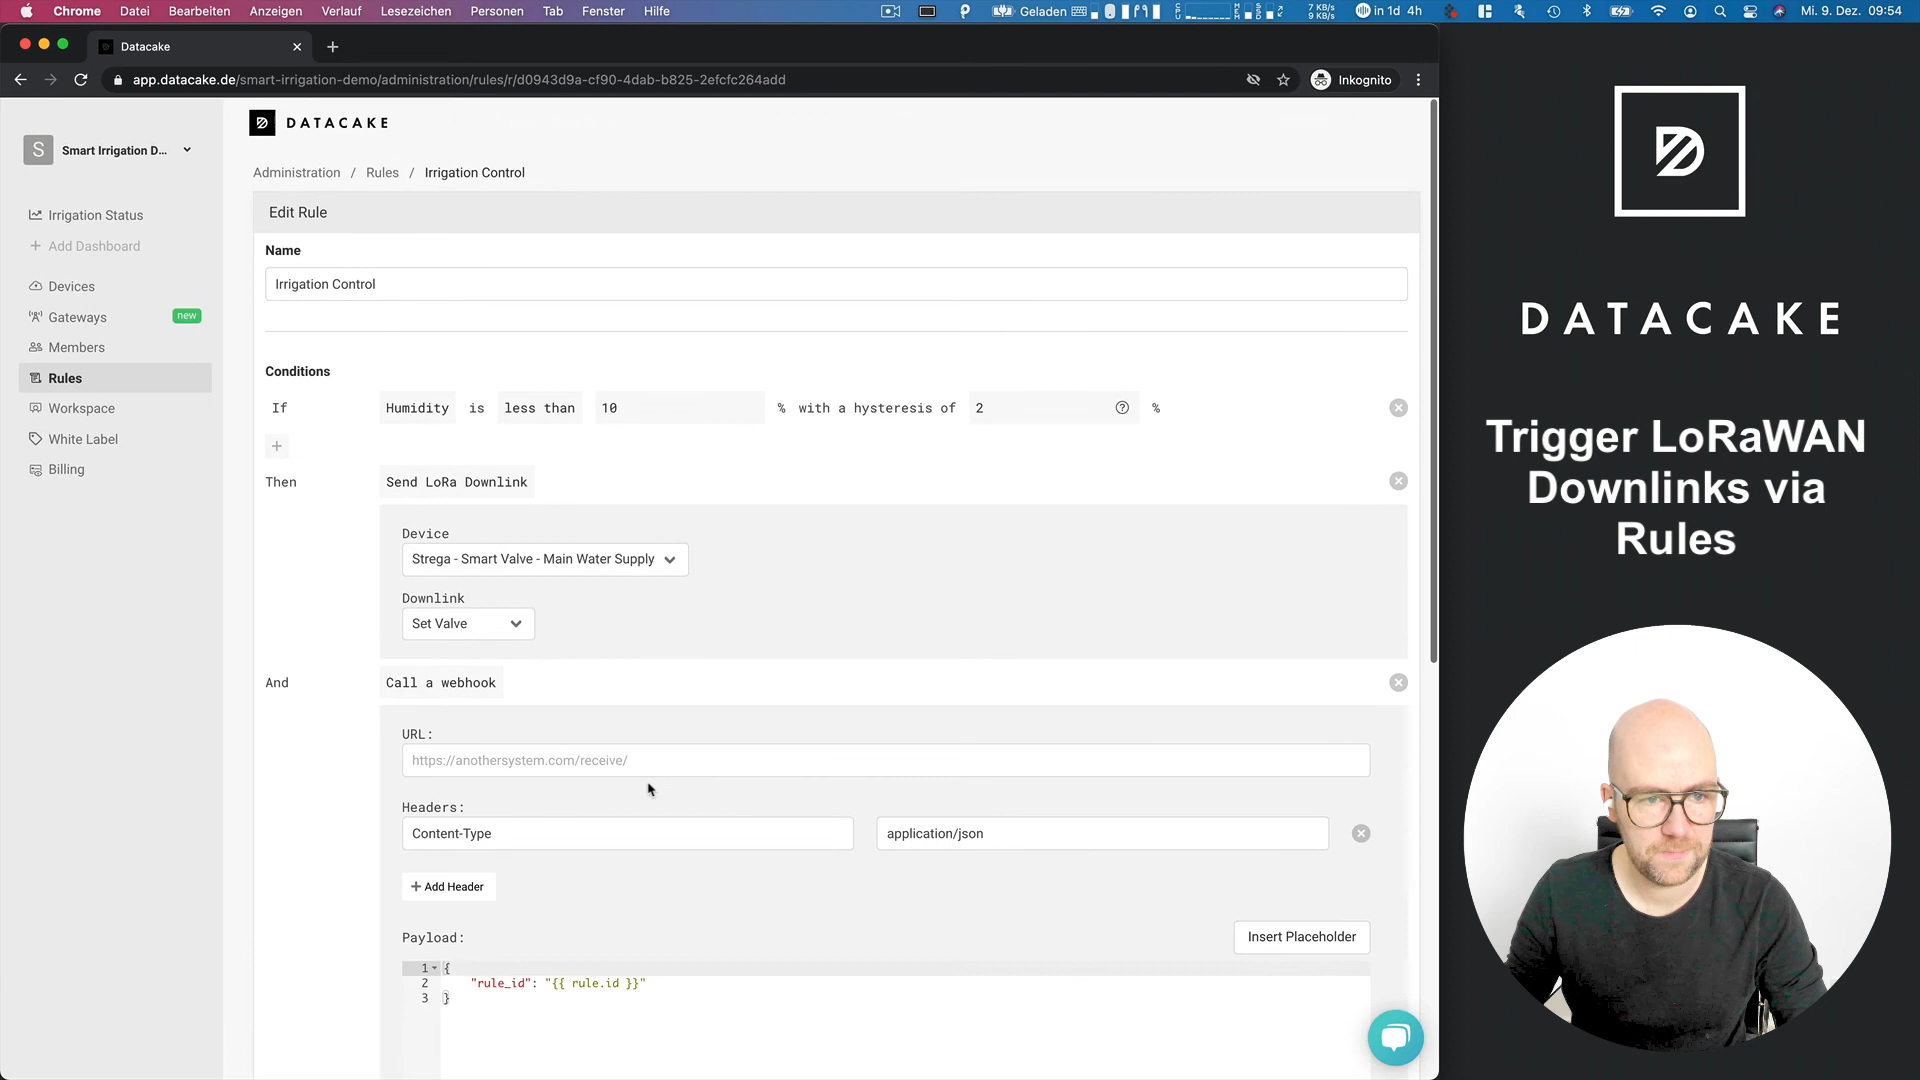 Chrome Datei Bearbeiten Anzeigen Verlauf Lesezeichen Personen Tab Fenster Hilfe
Geladen
7 KB/s
9 KB/s
in 1d 4h
Mi. 9. Dez. 09:54
Datacake
app.datacake.de/smart-irrigation-demo/administration/rules/r/d0943d9a-cf90-4dab-b825-2efcfc264add
Inkognito
S Smart Irrigation D...
Irrigation Status
+ Add Dashboard
Devices
Gateways new
Members
Rules
Workspace
White Label
Billing
DATACAKE
Administration / Rules / Irrigation Control
Edit Rule
Name
Irrigation Control
Conditions
If Humidity is less than 10 % with a hysteresis of 2 ? %
+
Then Send LoRa Downlink
Device
Strega - Smart Valve - Main Water Supply
Downlink
Set Valve
And Call a webhook
URL:
https://anothersystem.com/receive/
Headers:
Content-Type application/json
+ Add Header
Payload: Insert Placeholder
1 {
2 "rule_id": "{{ rule.id }}"
3 }
DATACAKE
Trigger LoRaWAN
Downlinks via
Rules